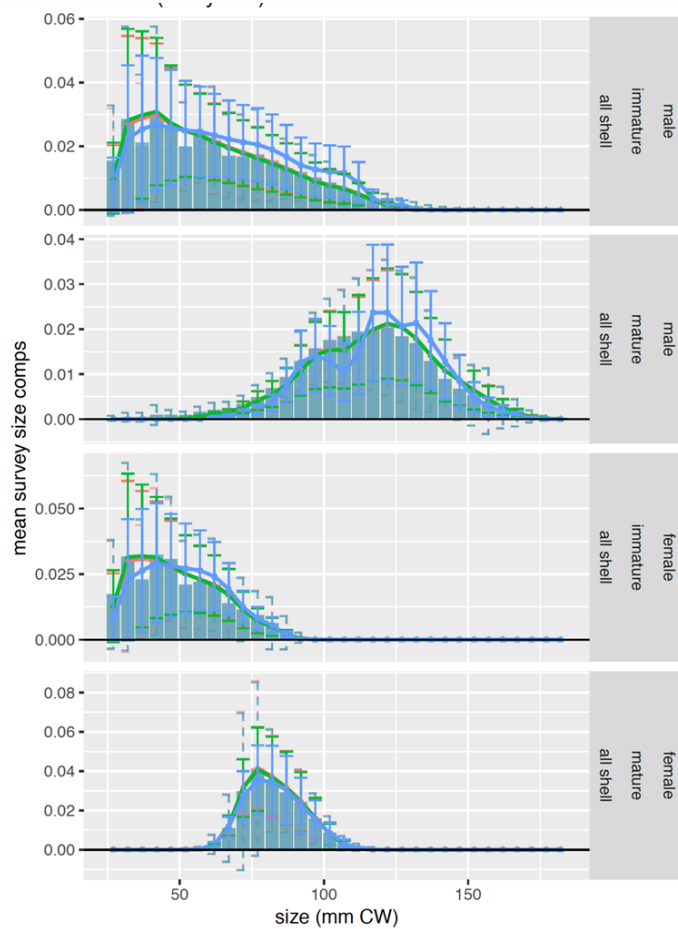 0.06
0.04
0.02
0.00
male
immature
all shell
0.04
0.03
0.02
0.01
0.00
male
mature
all shell
0.050
0.025
0.000
female
immature
all shell
0.08
0.06
0.04
0.02
0.00
female
mature
all shell
mean survey size comps
50
100
150
size (mm CW)